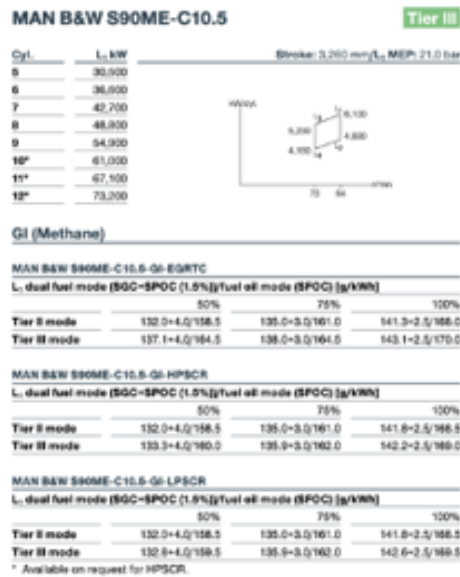 MAN B&W S90ME-C10.5
Tier III
Cyl. L₁ kW
Stroke: 3,260 mm/L₁ MEP: 21.0 bar
5 30,500
6 36,600
7 42,700
8 48,800
9 54,900
10* 61,000
11* 67,100
12* 73,200
kW/cyl.
L₁ 6,100
5,200 L₃
L₂ 4,880
4,160 L₄
72 84 r/min
GI (Methane)
MAN B&W S90ME-C10.5-GI-EGRTC
L₁ dual fuel mode (SGC+SPOC (1.5%))/fuel oil mode (SFOC) [g/kWh]
50% 75% 100%
Tier II mode 132.0+4.0/158.5 135.0+3.0/161.0 141.3+2.5/168.0
Tier III mode 137.1+4.0/164.5 138.0+3.0/164.5 143.1+2.5/170.0
MAN B&W S90ME-C10.5-GI-HPSCR
L₁ dual fuel mode (SGC+SPOC (1.5%))/fuel oil mode (SFOC) [g/kWh]
50% 75% 100%
Tier II mode 132.0+4.0/158.5 135.0+3.0/161.0 141.8+2.5/168.5
Tier III mode 133.3+4.0/160.0 135.9+3.0/162.0 142.2+2.5/169.0
MAN B&W S90ME-C10.5-GI-LPSCR
L₁ dual fuel mode (SGC+SPOC (1.5%))/fuel oil mode (SFOC) [g/kWh]
50% 75% 100%
Tier II mode 132.0+4.0/158.5 135.0+3.0/161.0 141.8+2.5/168.5
Tier III mode 132.8+4.0/159.5 135.9+3.0/162.0 142.6+2.5/169.5
* Available on request for HPSCR.